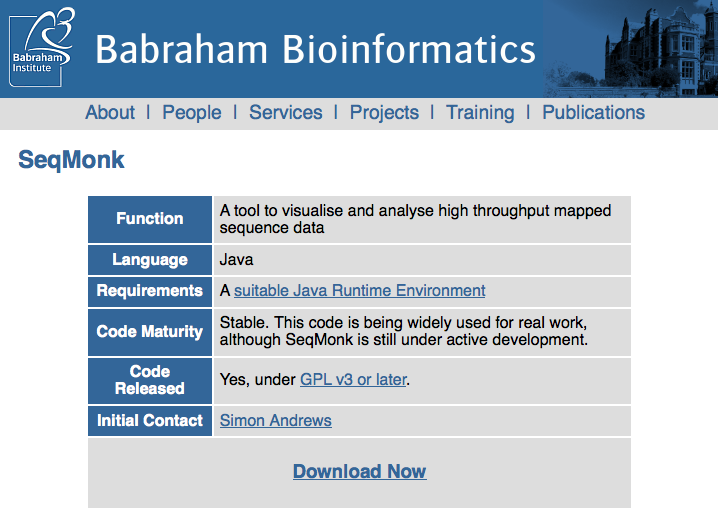 Babraham
Institute
Babraham Bioinformatics
About | People | Services | Projects | Training | Publications
SeqMonk
Function
A tool to visualise and analyse high throughput mapped
sequence data
Language
Java
Requirements
A suitable Java Runtime Environment
Code Maturity
Stable. This code is being widely used for real work,
although SeqMonk is still under active development.
Code
Released
Yes, under GPL v3 or later.
Initial Contact
Simon Andrews
Download Now